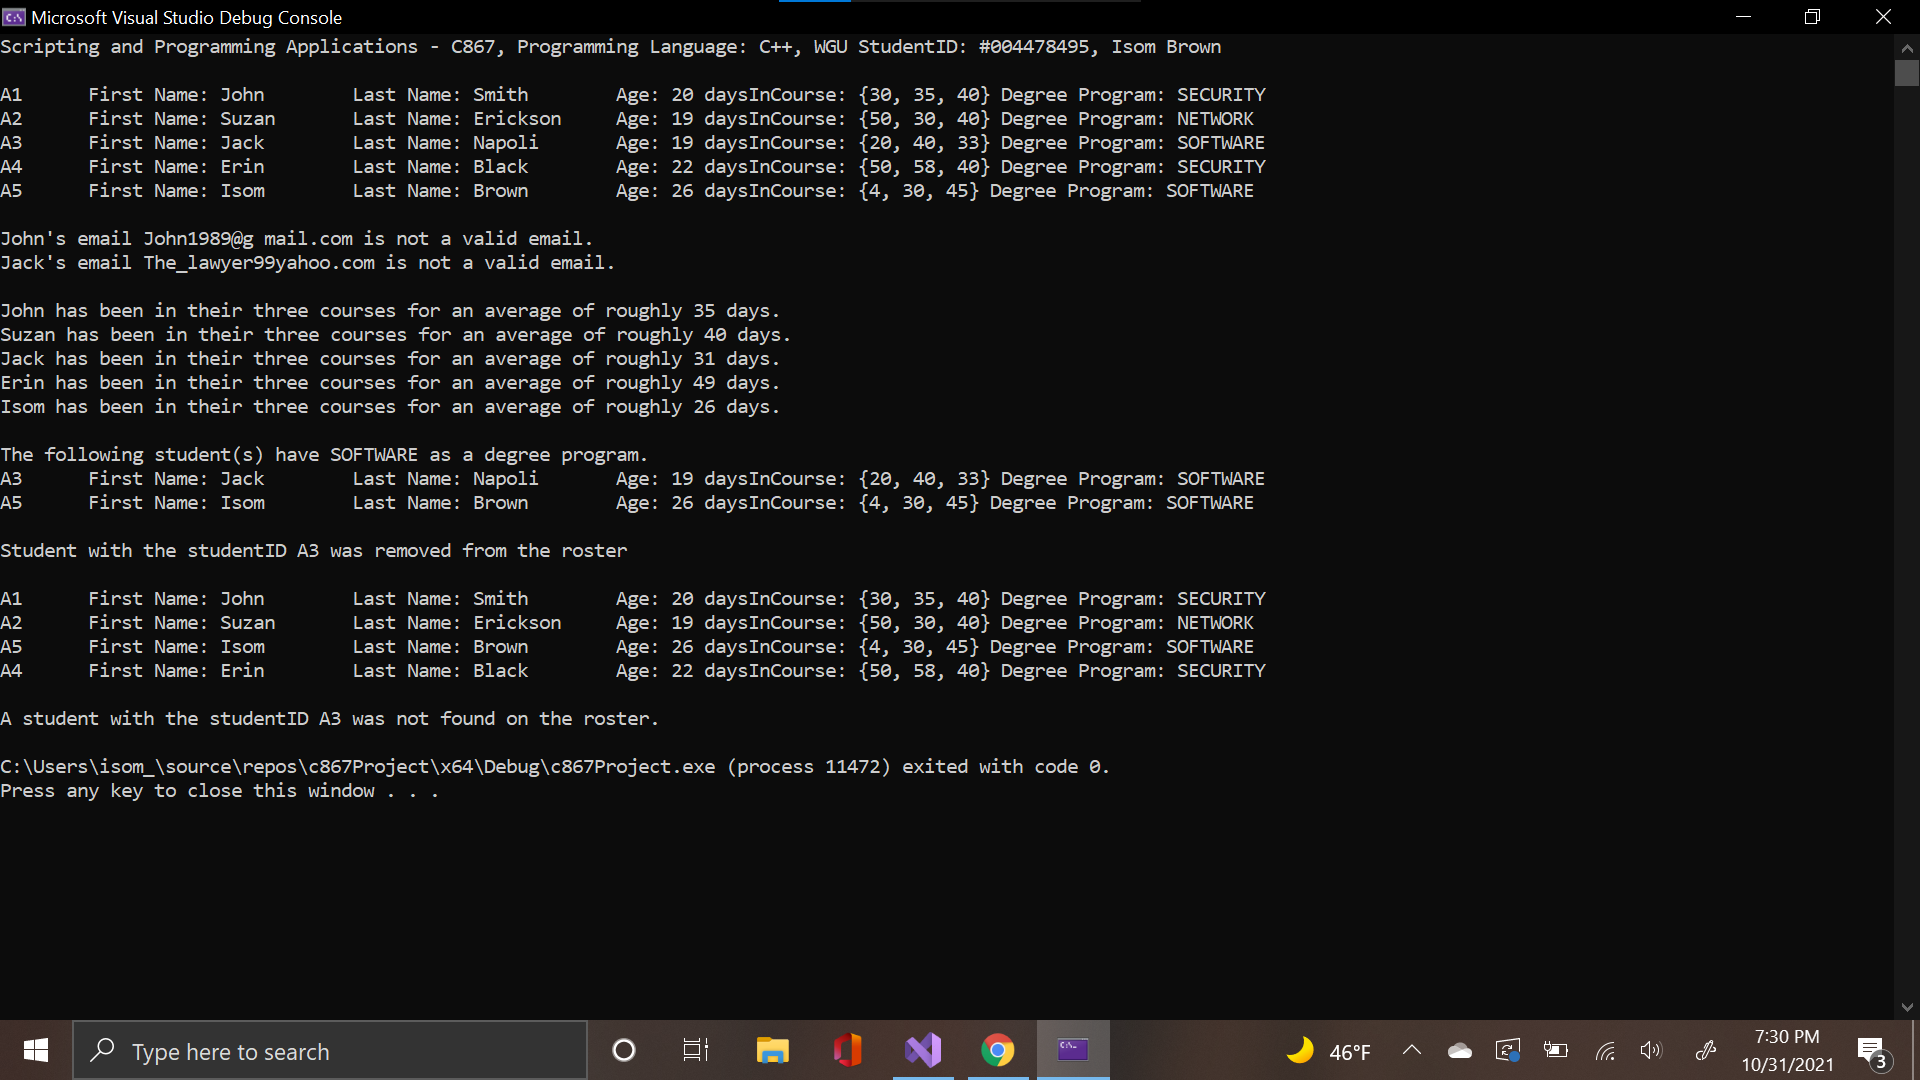 Microsoft Visual Studio Debug Console
Scripting and Programming Applications - C867, Programming Language: C++, WGU StudentID: #004478495, Isom Brown
A1 First Name: John Last Name: Smith Age: 20 daysInCourse: {30, 35, 40} Degree Program: SECURITY
A2 First Name: Suzan Last Name: Erickson Age: 19 daysInCourse: {50, 30, 40} Degree Program: NETWORK
A3 First Name: Jack Last Name: Napoli Age: 19 daysInCourse: {20, 40, 33} Degree Program: SOFTWARE
A4 First Name: Erin Last Name: Black Age: 22 daysInCourse: {50, 58, 40} Degree Program: SECURITY
A5 First Name: Isom Last Name: Brown Age: 26 daysInCourse: {4, 30, 45} Degree Program: SOFTWARE
John's email John1989@g mail.com is not a valid email.
Jack's email The_lawyer99yahoo.com is not a valid email.
John has been in their three courses for an average of roughly 35 days.
Suzan has been in their three courses for an average of roughly 40 days.
Jack has been in their three courses for an average of roughly 31 days.
Erin has been in their three courses for an average of roughly 49 days.
Isom has been in their three courses for an average of roughly 26 days.
The following student(s) have SOFTWARE as a degree program.
A3 First Name: Jack Last Name: Napoli Age: 19 daysInCourse: {20, 40, 33} Degree Program: SOFTWARE
A5 First Name: Isom Last Name: Brown Age: 26 daysInCourse: {4, 30, 45} Degree Program: SOFTWARE
Student with the studentID A3 was removed from the roster
A1 First Name: John Last Name: Smith Age: 20 daysInCourse: {30, 35, 40} Degree Program: SECURITY
A2 First Name: Suzan Last Name: Erickson Age: 19 daysInCourse: {50, 30, 40} Degree Program: NETWORK
A5 First Name: Isom Last Name: Brown Age: 26 daysInCourse: {4, 30, 45} Degree Program: SOFTWARE
A4 First Name: Erin Last Name: Black Age: 22 daysInCourse: {50, 58, 40} Degree Program: SECURITY
A student with the studentID A3 was not found on the roster.
C:\Users\isom_\source\repos\c867Project\x64\Debug\c867Project.exe (process 11472) exited with code 0.
Press any key to close this window . . .
Type here to search
46°F
7:30 PM
10/31/2021
3